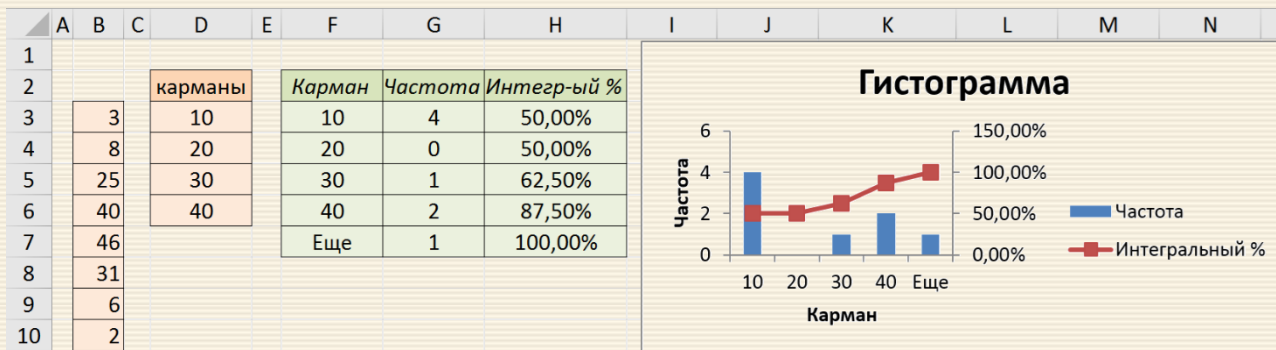 A B C D E F G H I J K L M N
1
2 карманы Карман Частота Интегр-ый %
3 3 10 10 4 50,00%
4 8 20 20 0 50,00%
5 25 30 30 1 62,50%
6 40 40 40 2 87,50%
7 46 Еще 1 100,00%
8 31
9 6
10 2
Гистограмма
6 150,00%
4 100,00%
2 50,00%
0 0,00%
Частота
10 20 30 40 Еще
Карман
Частота
Интегральный %